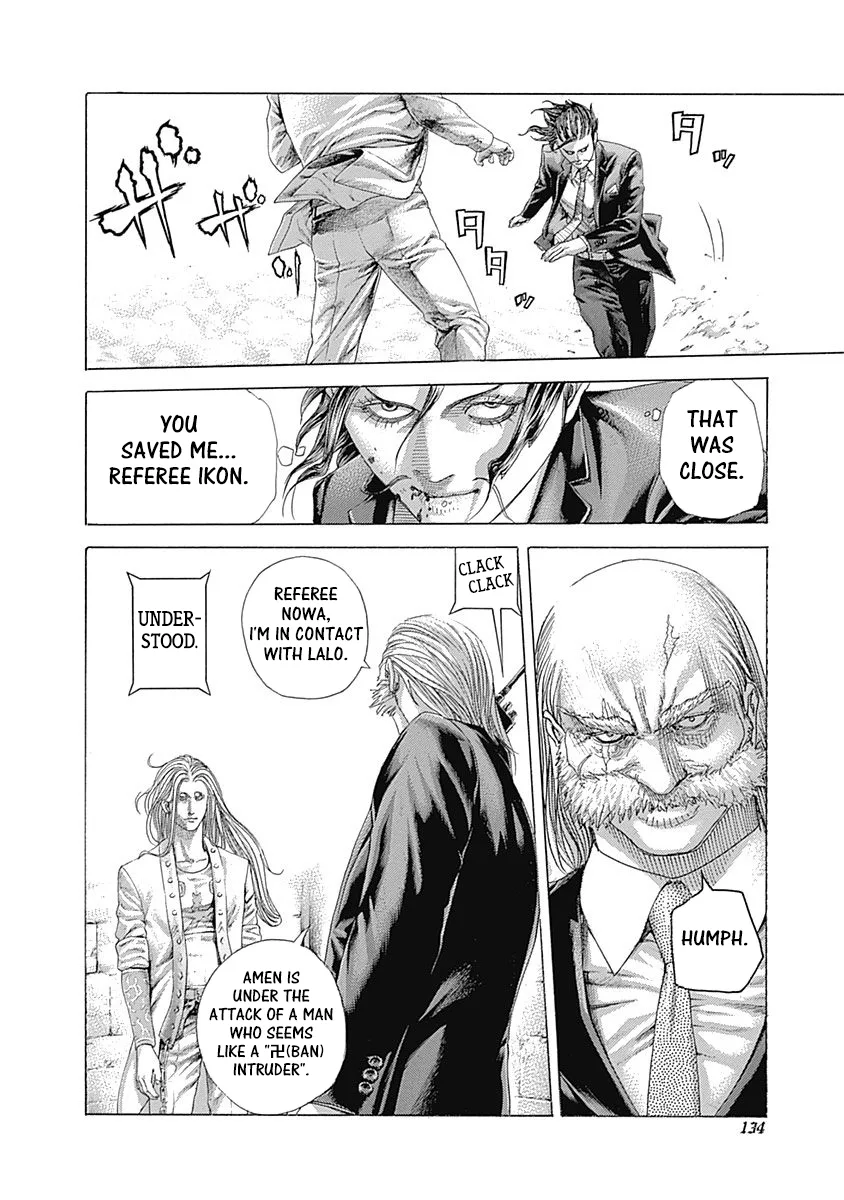 タ
ッ
タ
タ
ッ
ザ。
ザ。
THAT
WAS
CLOSE.
YOU
SAVED ME...
REFEREE IKON.
HUMPH.
CLACK
CLACK
REFEREE
NOWA,
I'M IN CONTACT
WITH LALO.
UNDER-
STOOD.
AMEN IS
UNDER THE
ATTACK OF A MAN
WHO SEEMS
LIKE A "卍(BAN)
INTRUDER".
134